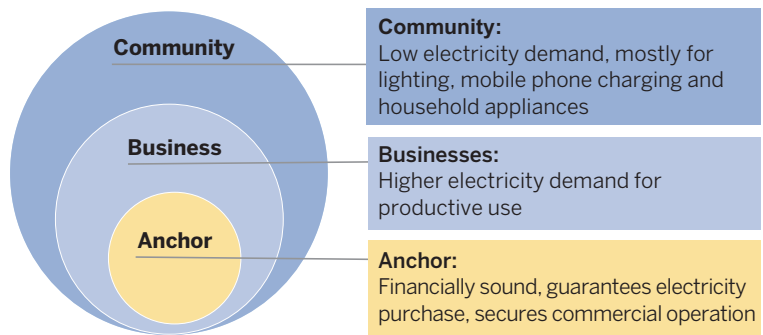 Community
Business
Anchor
Community:
Low electricity demand, mostly for
lighting, mobile phone charging and
household appliances
Businesses:
Higher electricity demand for
productive use
Anchor:
Financially sound, guarantees electricity
purchase, secures commercial operation